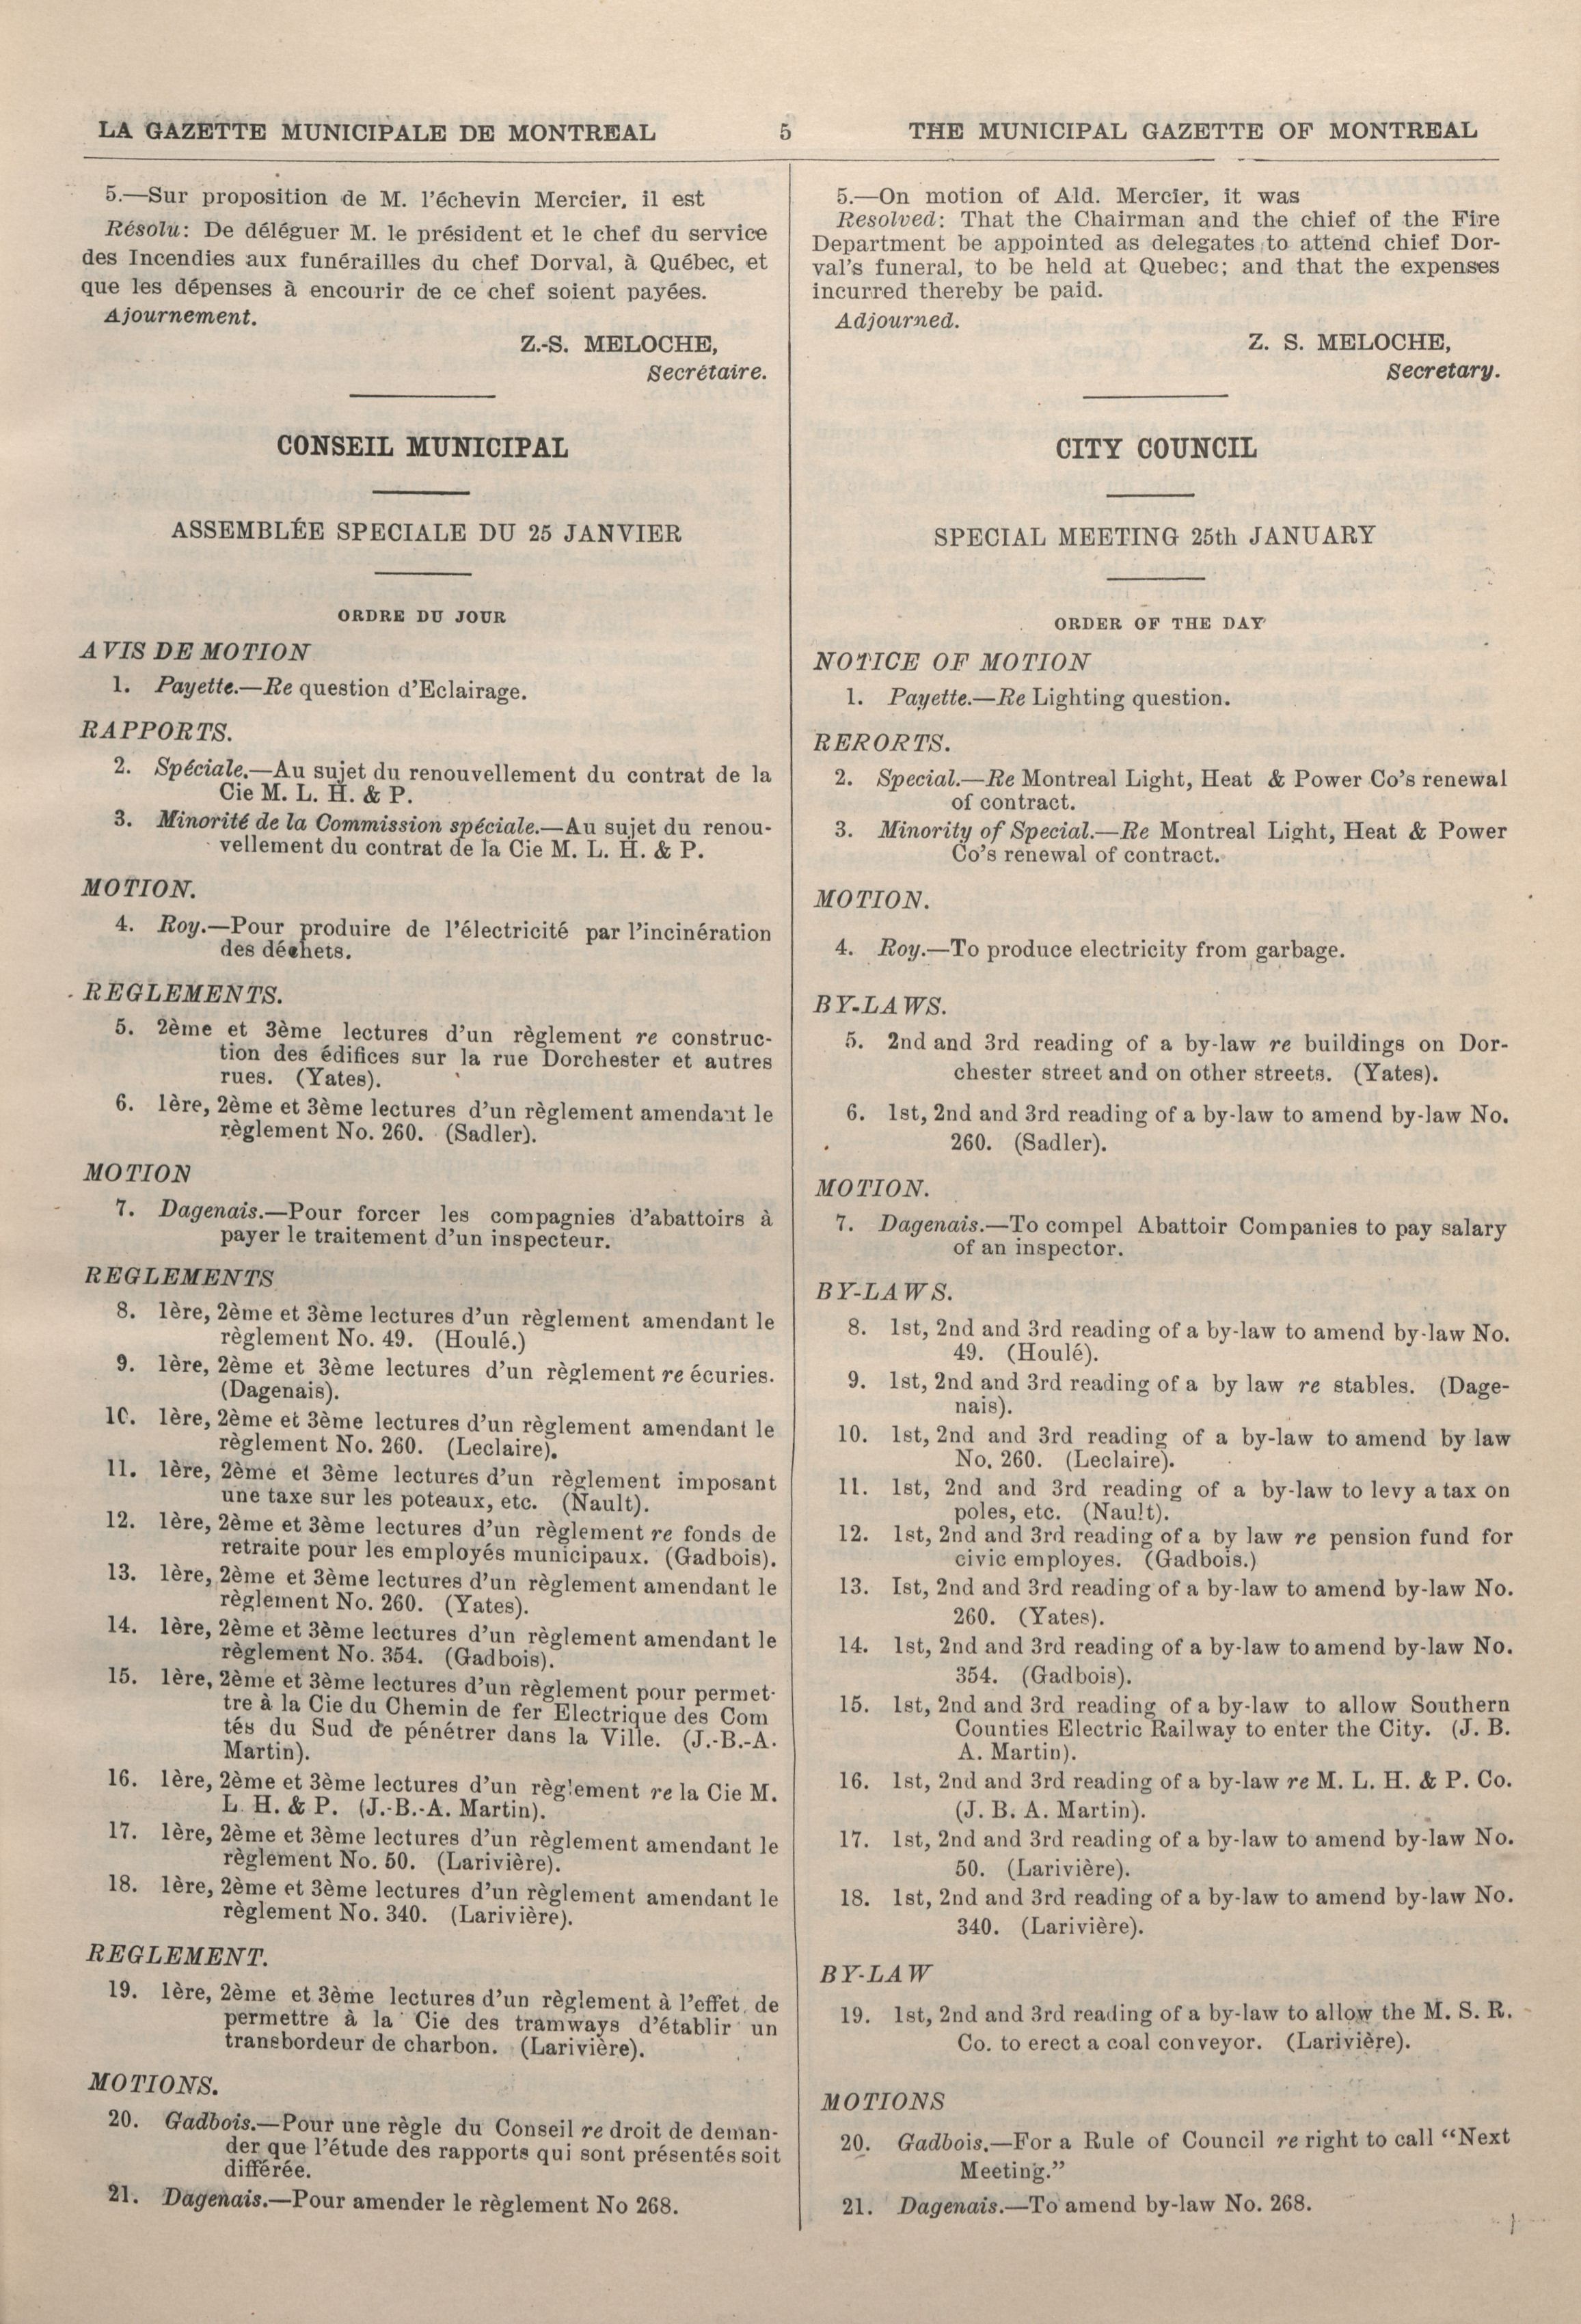 LA GAZETTE MUNICIPALE DE MONTREAL
5
THE MUNICIPAL GAZETTE OF MONTREAL
5.—Sur proposition de M. l'échevin Mercier, il est
Résolu: De déléguer M. le président et le chef du service
des Incendies aux funérailles du chef Dorval, à Québec, et
que les dépenses à encourir de ce chef soient payées.
Ajournement.
Z.-S. MELOCHE,
Secrétaire.
CONSEIL MUNICIPAL
ASSEMBLÉE SPECIALE DU 25 JANVIER
ORDRE DU JOUR
AVIS DE MOTION
1. Payette.—Re question d'Eclairage.
RAPPORTS.
2. Spéciale.—Au sujet du renouvellement du contrat de la
Cie M. L. H. & P.
3. Minorité de la Commission spéciale.—Au sujet du renou-
vellement du contrat de la Cie M. L. H. & P.
MOTION.
4. Roy.—Pour produire de l'électricité par l'incinération
des déchets.
REGLEMENTS.
5. 2ème et 3ème lectures d'un règlement re construc-
tion des édifices sur la rue Dorchester et autres
rues. (Yates).
6. 1ère, 2ème et 3ème lectures d'un règlement amendant le
règlement No. 260. (Sadler).
MOTION
7. Dagenais.—Pour forcer les compagnies d'abattoirs à
payer le traitement d'un inspecteur.
REGLEMENTS
8. 1ère, 2ème et 3ème lectures d'un règlement amendant le
règlement No. 49. (Houlé.)
9. 1ère, 2ème et 3ème lectures d'un règlement re écuries.
(Dagenais).
10. 1ère, 2ème et 3ème lectures d'un règlement amendant le
règlement No. 260. (Leclaire).
11. 1ère, 2ème et 3ème lectures d'un règlement imposant
une taxe sur les poteaux, etc. (Nault).
12. 1ère, 2ème et 3ème lectures d'un règlement re fonds de
retraite pour les employés municipaux. (Gadbois).
13. 1ère, 2ème et 3ème lectures d'un règlement amendant le
règlement No. 260. (Yates).
14. 1ère, 2ème et 3ème lectures d'un règlement amendant le
règlement No. 354. (Gadbois).
15. 1ère, 2ème et 3ème lectures d'un règlement pour permet-
tre à la Cie du Chemin de fer Electrique des Com
tés du Sud de pénétrer dans la Ville. (J.-B.-A.
Martin).
16. 1ère, 2ème et 3ème lectures d'un règlement re la Cie M.
L. H. & P. (J.-B.-A. Martin).
17. 1ère, 2ème et 3ème lectures d'un règlement amendant le
règlement No. 50. (Larivière).
18. 1ère, 2ème et 3ème lectures d'un règlement amendant le
règlement No. 340. (Larivière).
REGLEMENT.
19. 1ère, 2ème et 3ème lectures d'un règlement à l'effet de
permettre à la Cie des tramways d'établir un
transbordeur de charbon. (Larivière).
MOTIONS.
20. Gadbois.—Pour une règle du Conseil re droit de deman-
der que l'étude des rapports qui sont présentés soit
différée.
21. Dagenais.—Pour amender le règlement No 268.
5.—On motion of Ald. Mercier, it was
Resolved: That the Chairman and the chief of the Fire
Department be appointed as delegates to attend chief Dor-
val's funeral, to be held at Quebec; and that the expenses
incurred thereby be paid.
Adjourned.
Z. S. MELOCHE,
Secretary.
CITY COUNCIL
SPECIAL MEETING 25th JANUARY
ORDER OF THE DAY
NOTICE OF MOTION
1. Payette.—Re Lighting question.
RERORTS.
2. Special.—Re Montreal Light, Heat & Power Co's renewal
of contract.
3. Minority of Special.—Re Montreal Light, Heat & Power
Co's renewal of contract.
MOTION.
4. Roy.—To produce electricity from garbage.
BY-LAWS.
5. 2nd and 3rd reading of a by-law re buildings on Dor-
chester street and on other streets. (Yates).
6. 1st, 2nd and 3rd reading of a by-law to amend by-law No.
260. (Sadler).
MOTION.
7. Dagenais.—To compel Abattoir Companies to pay salary
of an inspector.
BY-LAWS.
8. 1st, 2nd and 3rd reading of a by-law to amend by-law No.
49. (Houlé).
9. 1st, 2nd and 3rd reading of a by law re stables. (Dage-
nais).
10. 1st, 2nd and 3rd reading of a by-law to amend by law
No. 260. (Leclaire).
11. 1st, 2nd and 3rd reading of a by-law to levy a tax on
poles, etc. (Nault).
12. 1st, 2nd and 3rd reading of a by law re pension fund for
civic employes. (Gadbois.)
13. Ist, 2nd and 3rd reading of a by-law to amend by-law No.
260. (Yates).
14. 1st, 2nd and 3rd reading of a by-law to amend by-law No.
354. (Gadbois).
15. 1st, 2nd and 3rd reading of a by-law to allow Southern
Counties Electric Railway to enter the City. (J. B.
A. Martin).
16. 1st, 2nd and 3rd reading of a by-law re M. L. H. & P. Co.
(J. B. A. Martin).
17. 1st, 2nd and 3rd reading of a by-law to amend by-law No.
50. (Larivière).
18. 1st, 2nd and 3rd reading of a by-law to amend by-law No.
340. (Larivière).
BY-LAW
19. 1st, 2nd and 3rd reading of a by-law to allow the M. S. R.
Co. to erect a coal conveyor. (Larivière).
MOTIONS
20. Gadbois.—For a Rule of Council re right to call “Next
Meeting.”
21. Dagenais.—To amend by-law No. 268.